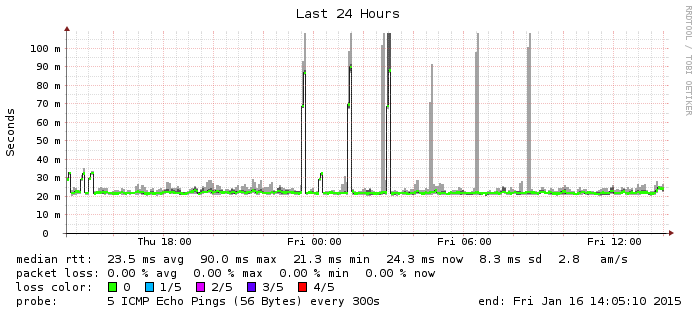 Last 24 Hours
RRDTOOL / TOBI OETIKER
Seconds
100 m
90 m
80 m
70 m
60 m
50 m
40 m
30 m
20 m
10 m
0
Thu 18:00 Fri 00:00 Fri 06:00 Fri 12:00
median rtt: 23.5 ms avg 90.0 ms max 21.3 ms min 24.3 ms now 8.3 ms sd 2.8 am/s
packet loss: 0.00 % avg 0.00 % max 0.00 % min 0.00 % now
loss color: 0 1/5 2/5 3/5 4/5
probe: 5 ICMP Echo Pings (56 Bytes) every 300s end: Fri Jan 16 14:05:10 2015